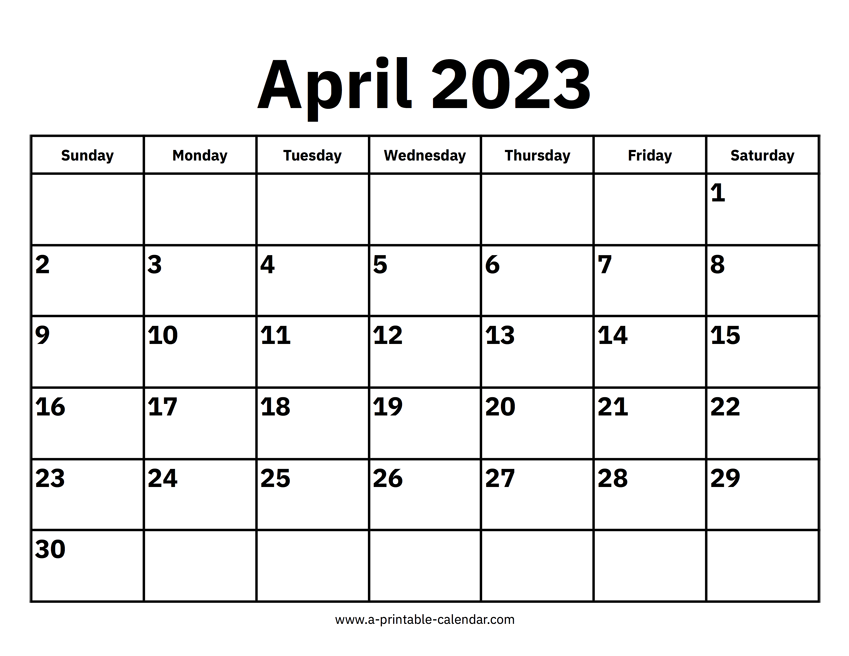 April 2023
Sunday Monday Tuesday Wednesday Thursday Friday Saturday
1
2 3 4 5 6 7 8
9 10 11 12 13 14 15
16 17 18 19 20 21 22
23 24 25 26 27 28 29
30
www.a-printable-calendar.com